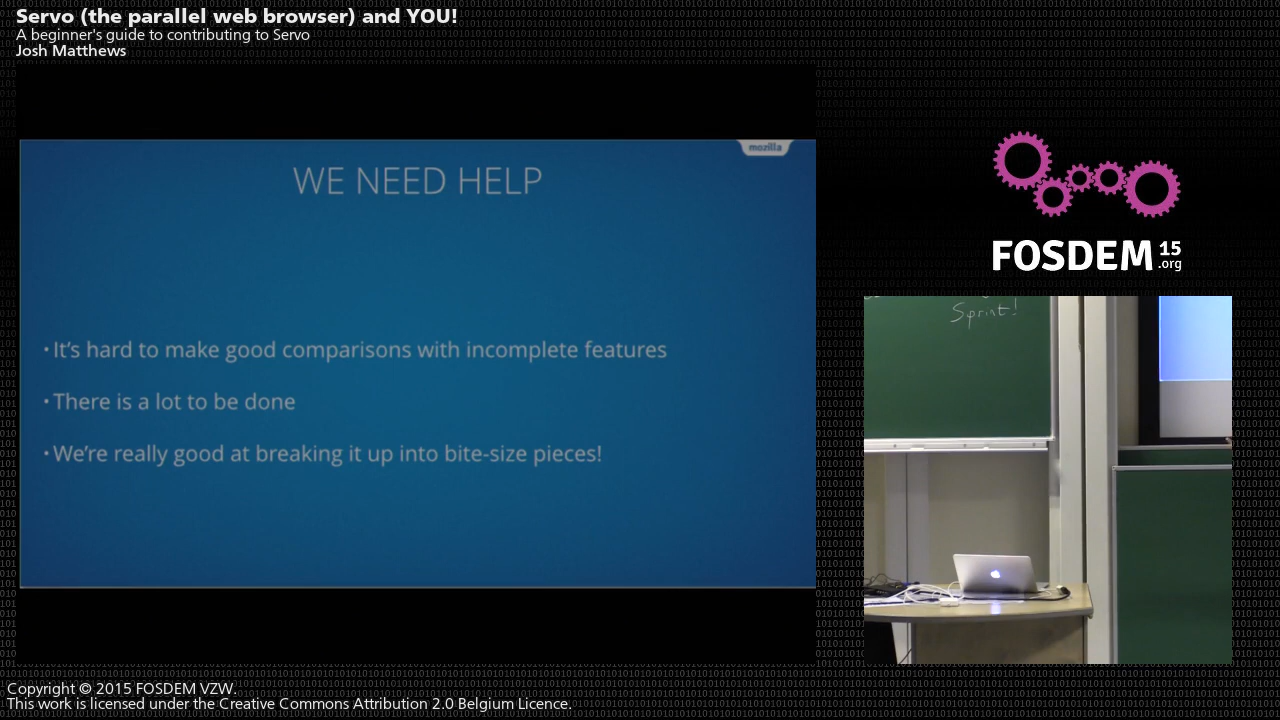 Servo (the parallel web browser) and YOU!
A beginner's guide to contributing to Servo
Josh Matthews
mozilla
WE NEED HELP
• It's hard to make good comparisons with incomplete features
• There is a lot to be done
• We're really good at breaking it up into bite-size pieces!
FOSDEM 15
.org
Sprint!
Copyright © 2015 FOSDEM VZW.
This work is licensed under the Creative Commons Attribution 2.0 Belgium Licence.